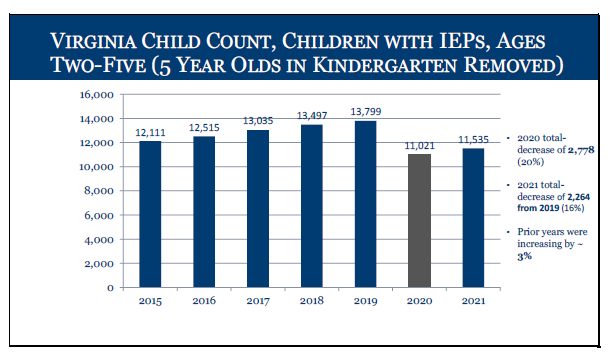 VIRGINIA CHILD COUNT, CHILDREN WITH IEPS, AGES
TWO-FIVE (5 YEAR OLDS IN KINDERGARTEN REMOVED)
16,000
14,000
12,000
10,000
8,000
6,000
4,000
2,000
0
12,111
12,515
13,035
13,497
13,799
11,021
11,535
2015
2016
2017
2018
2019
2020
2021
• 2020 total-
decrease of 2,778
(20%)
• 2021 total-
decrease of 2,264
from 2019 (16%)
• Prior years were
increasing by ~
3%